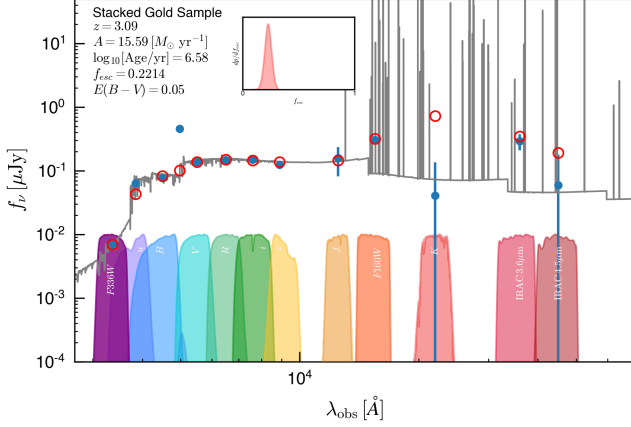 Stacked Gold Sample
z = 3.09
A = 15.59 [M⊙ yr⁻¹]
log₁₀[Age/yr] = 6.58
f_esc = 0.2214
E(B − V) = 0.05
dp/df_esc
f_esc
10¹
10⁰
10⁻¹
10⁻²
10⁻³
10⁻⁴
f_ν [μJy]
F336W
u
B
V
R
i
J
F160W
K
IRAC3.6μm
IRAC4.5μm
10⁴
λ_obs [Å]